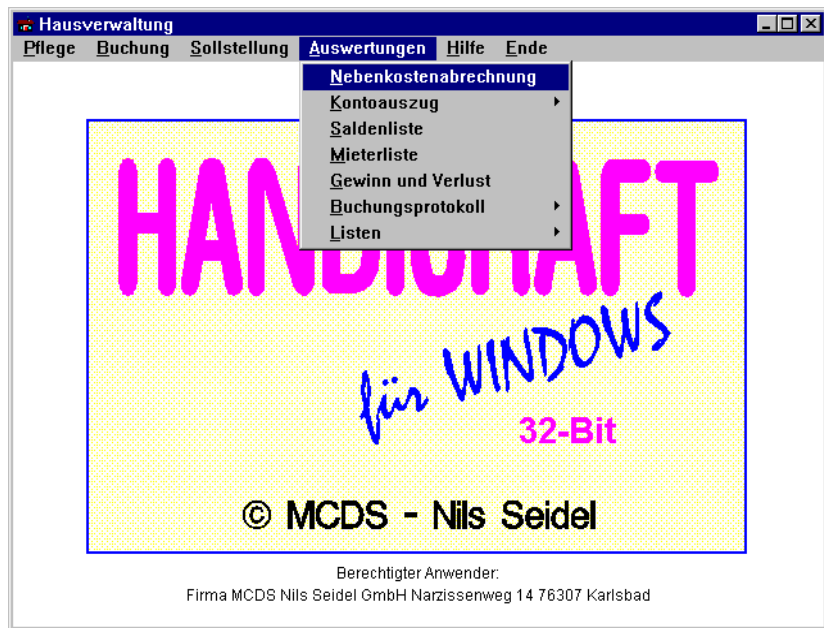 Hausverwaltung
Pflege Buchung Sollstellung Auswertungen Hilfe Ende
Nebenkostenabrechnung
Kontoauszug
Saldenliste
Mieterliste
Gewinn und Verlust
Buchungsprotokoll
Listen
für WINDOWS
32-Bit
© MCDS - Nils Seidel
Berechtigter Anwender:
Firma MCDS Nils Seidel GmbH Narzissenweg 14 76307 Karlsbad